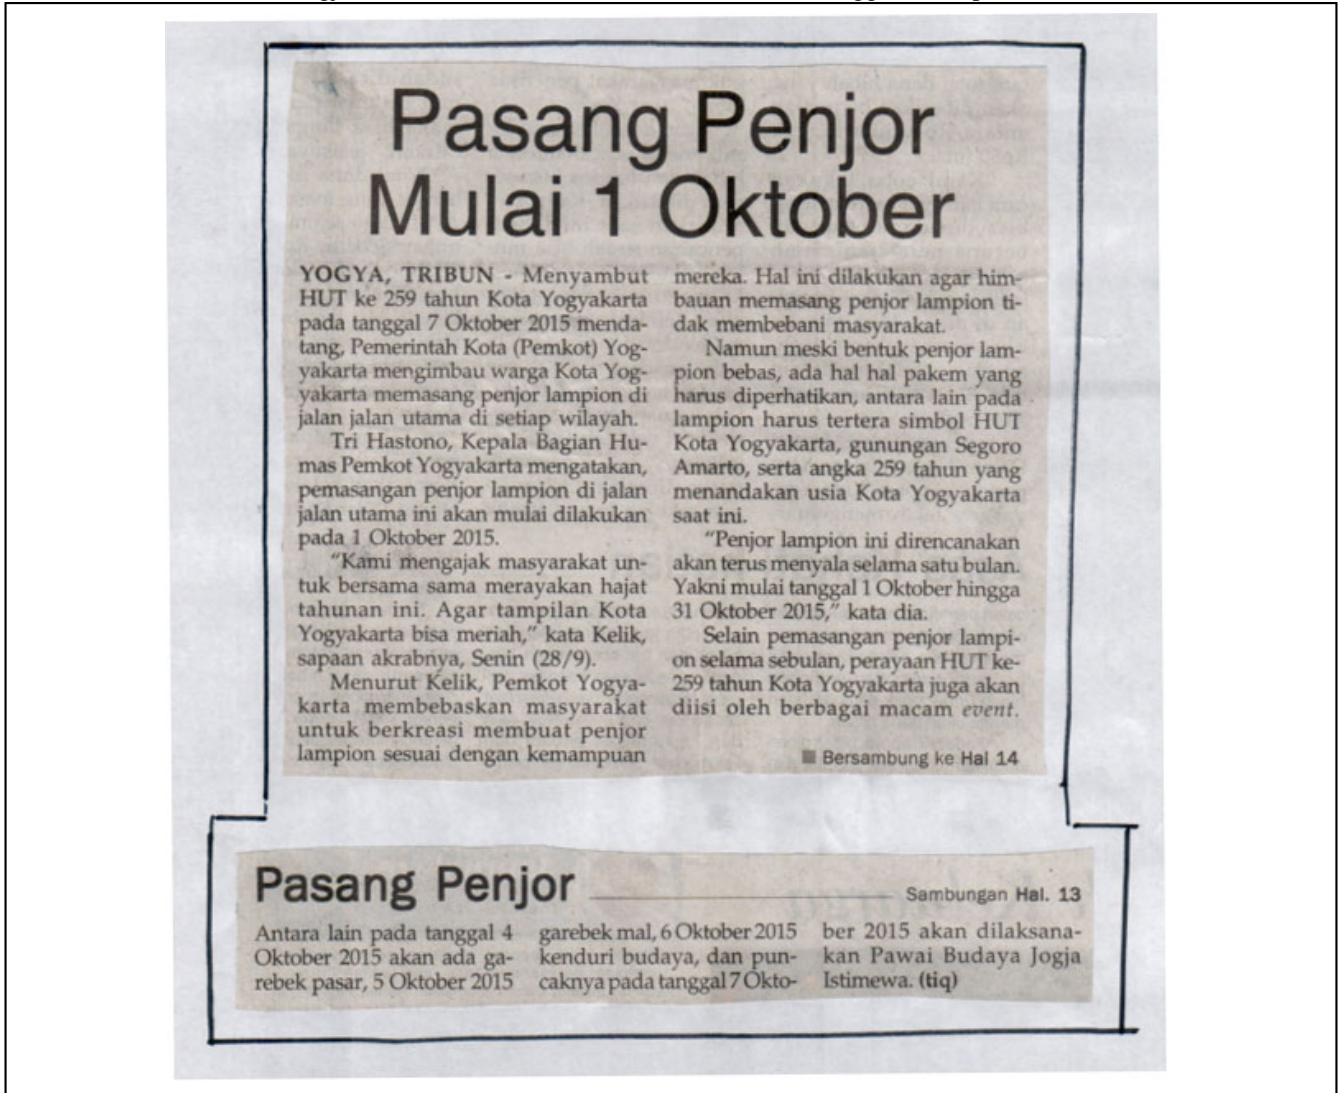 Pasang Penjor
Mulai 1 Oktober
YOGYA, TRIBUN - Menyambut
HUT ke 259 tahun Kota Yogyakarta
pada tanggal 7 Oktober 2015 menda-
tang, Pemerintah Kota (Pemkot) Yog-
yakarta mengimbau warga Kota Yog-
yakarta memasang penjor lampion di
jalan jalan utama di setiap wilayah.
Tri Hastono, Kepala Bagian Hu-
mas Pemkot Yogyakarta mengatakan,
pemasangan penjor lampion di jalan
jalan utama ini akan mulai dilakukan
pada 1 Oktober 2015.
"Kami mengajak masyarakat un-
tuk bersama sama merayakan hajat
tahunan ini. Agar tampilan Kota
Yogyakarta bisa meriah," kata Kelik,
sapaan akrabnya, Senin (28/9).
Menurut Kelik, Pemkot Yogya-
karta membebaskan masyarakat
untuk berkreasi membuat penjor
lampion sesuai dengan kemampuan
mereka. Hal ini dilakukan agar him-
bauan memasang penjor lampion ti-
dak membebani masyarakat.
Namun meski bentuk penjor lam-
pion bebas, ada hal hal pakem yang
harus diperhatikan, antara lain pada
lampion harus tertera simbol HUT
Kota Yogyakarta, gunungan Segoro
Amarto, serta angka 259 tahun yang
menandakan usia Kota Yogyakarta
saat ini.
"Penjor lampion ini direncanakan
akan terus menyala selama satu bulan.
Yakni mulai tanggal 1 Oktober hingga
31 Oktober 2015," kata dia.
Selain pemasangan penjor lampi-
on selama sebulan, perayaan HUT ke-
259 tahun Kota Yogyakarta juga akan
diisi oleh berbagai macam event.
■ Bersambung ke Hal 14
Pasang Penjor
Sambungan Hal. 13
Antara lain pada tanggal 4
Oktober 2015 akan ada ga-
rebek pasar, 5 Oktober 2015
garebek mal, 6 Oktober 2015
kenduri budaya, dan pun-
caknya pada tanggal 7 Okto-
ber 2015 akan dilaksana-
kan Pawai Budaya Jogja
Istimewa. (tiq)